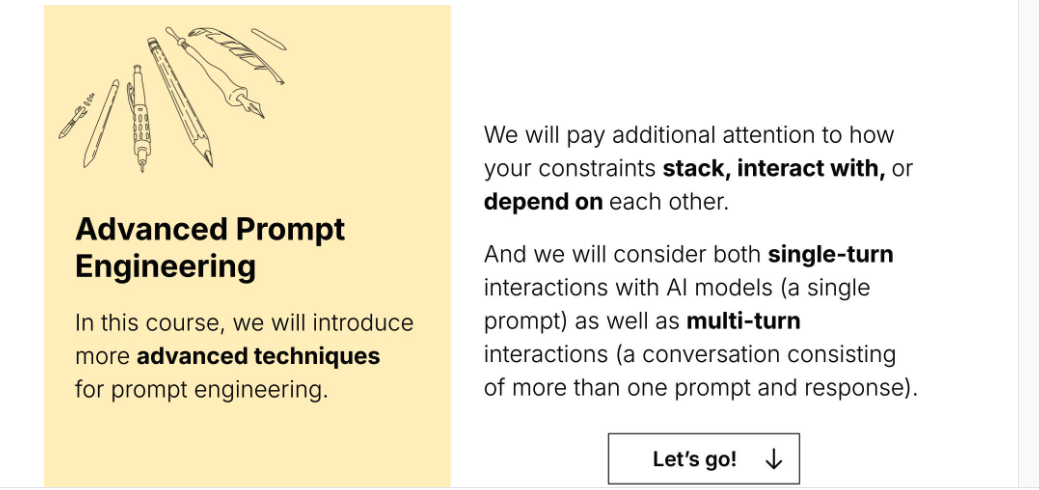 Advanced Prompt
Engineering
In this course, we will introduce
more advanced techniques
for prompt engineering.
We will pay additional attention to how
your constraints stack, interact with, or
depend on each other.
And we will consider both single-turn
interactions with AI models (a single
prompt) as well as multi-turn
interactions (a conversation consisting
of more than one prompt and response).
Let’s go! ↓